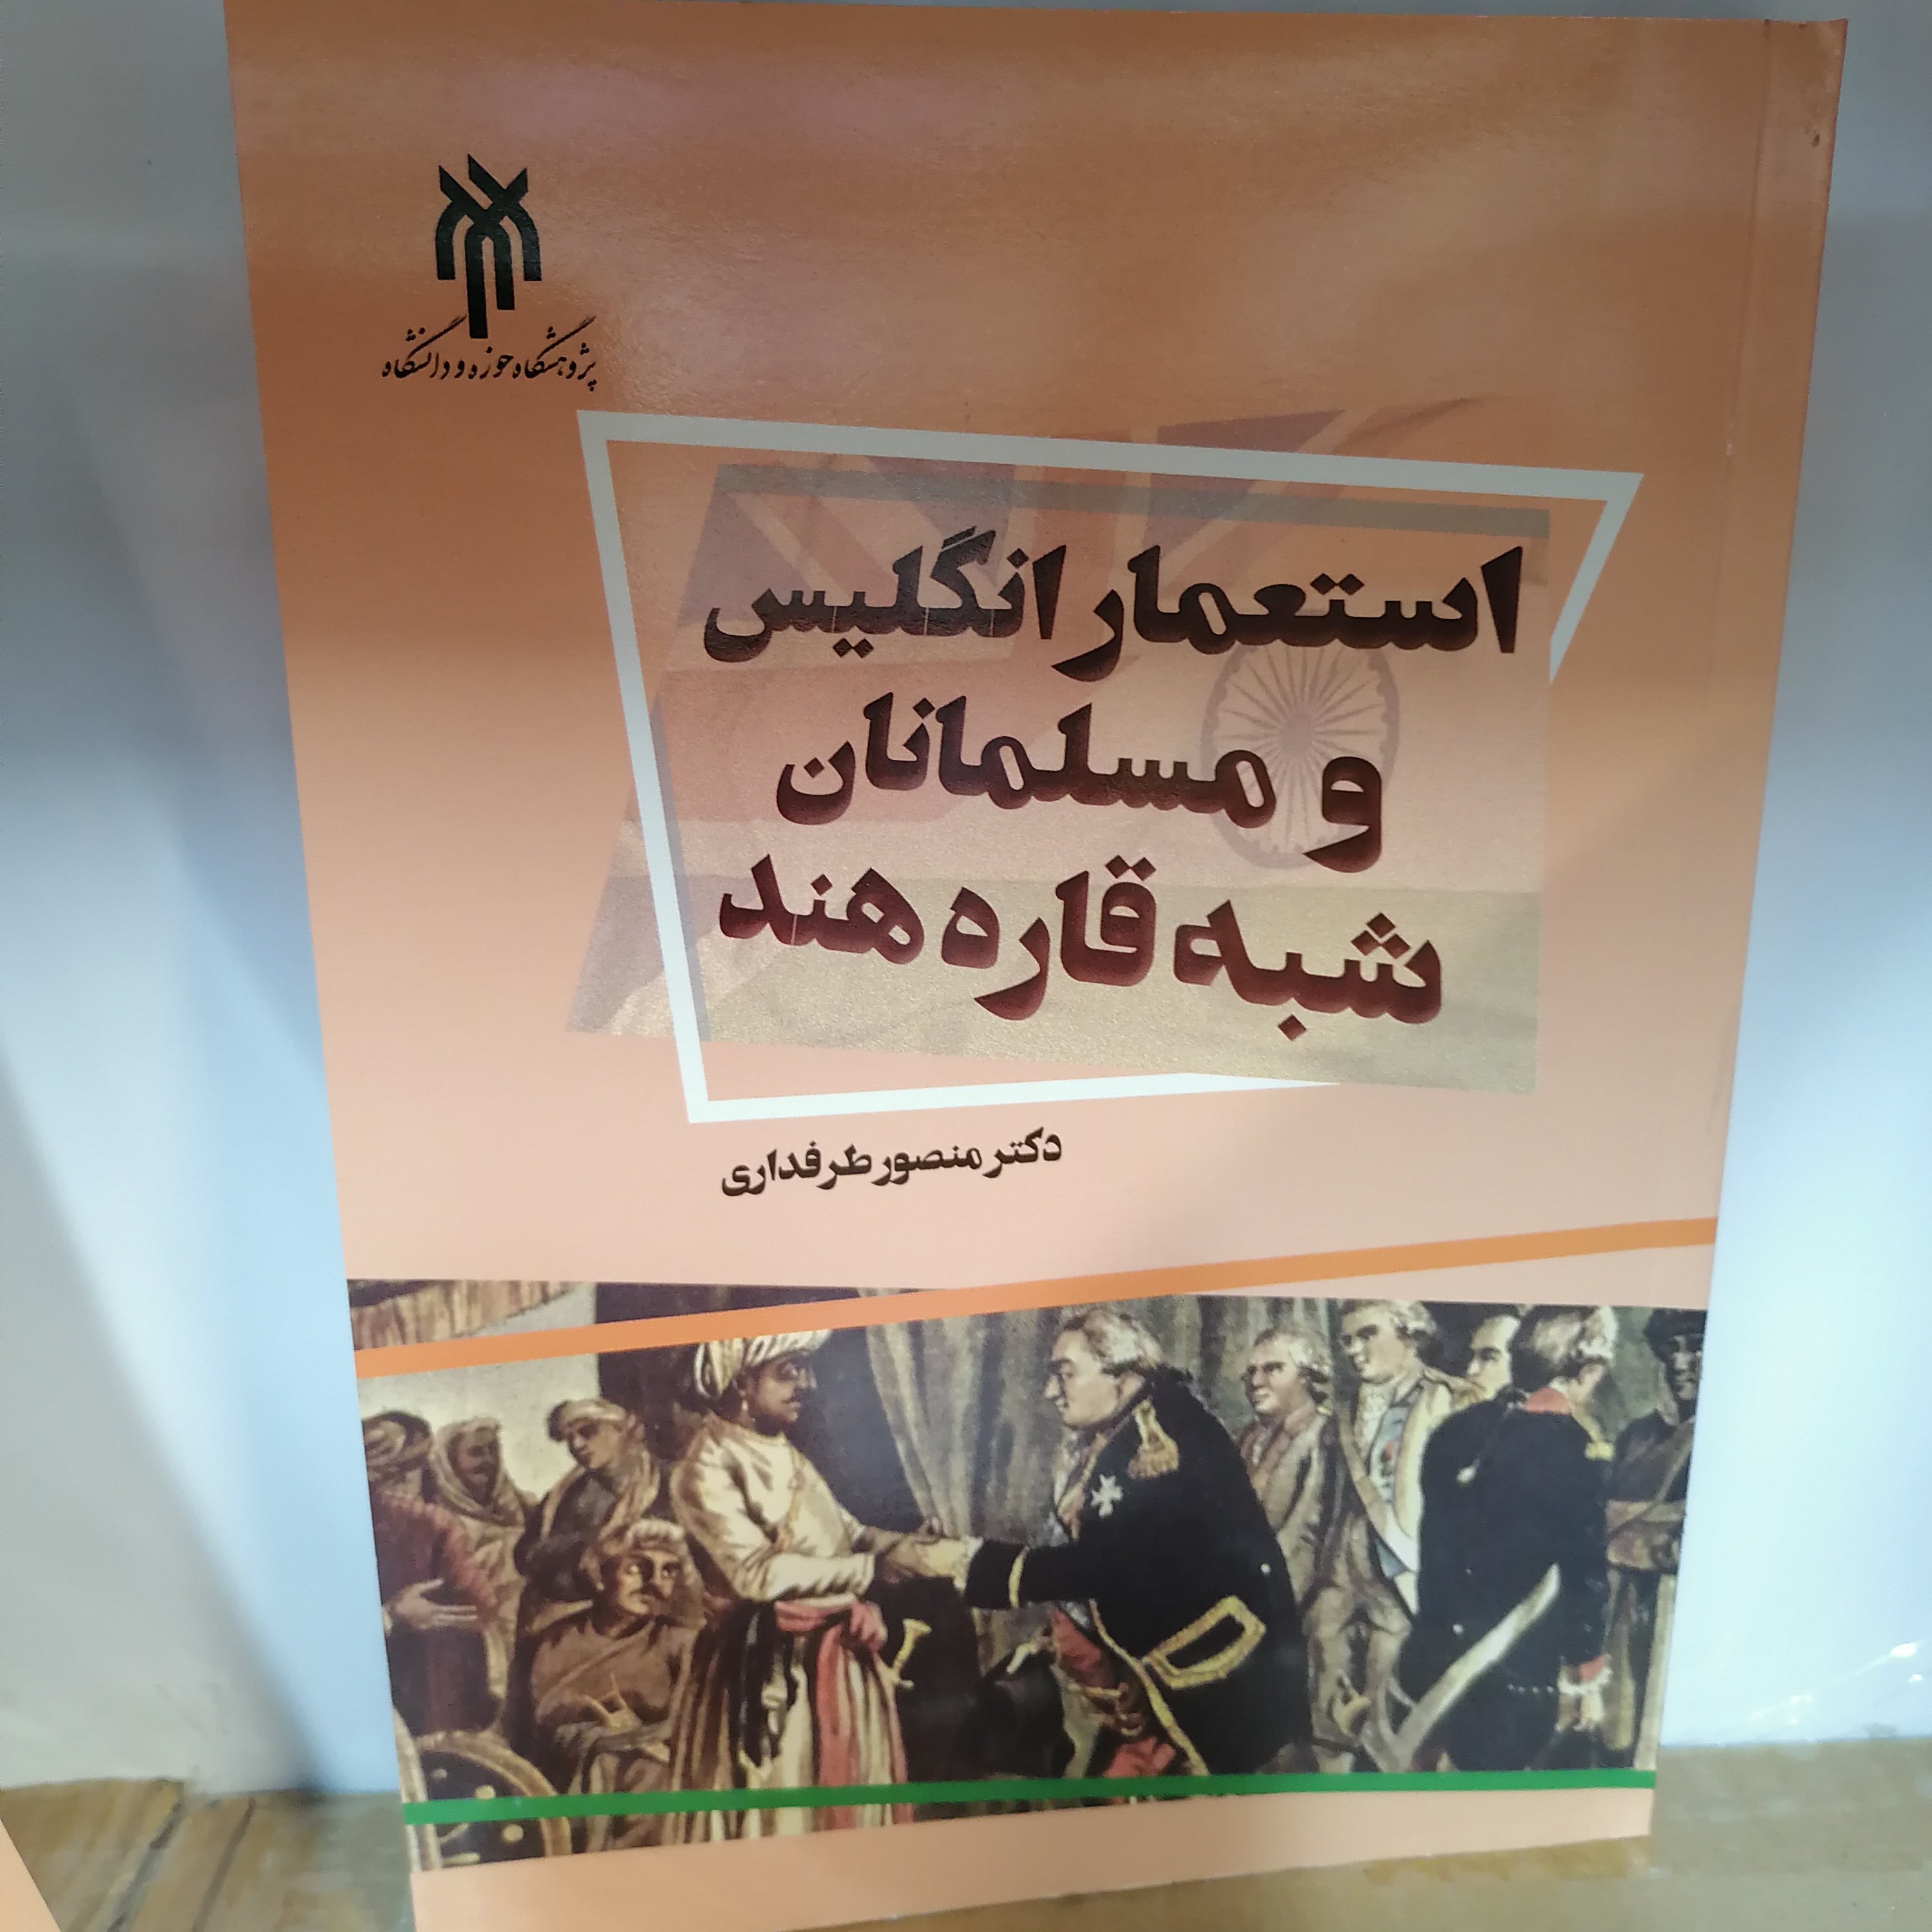 پژوهشگاه حوزه و دانشگاه
استعمار انگلیس
و مسلمانان
شبه قاره هند
دکتر منصور طرفداری